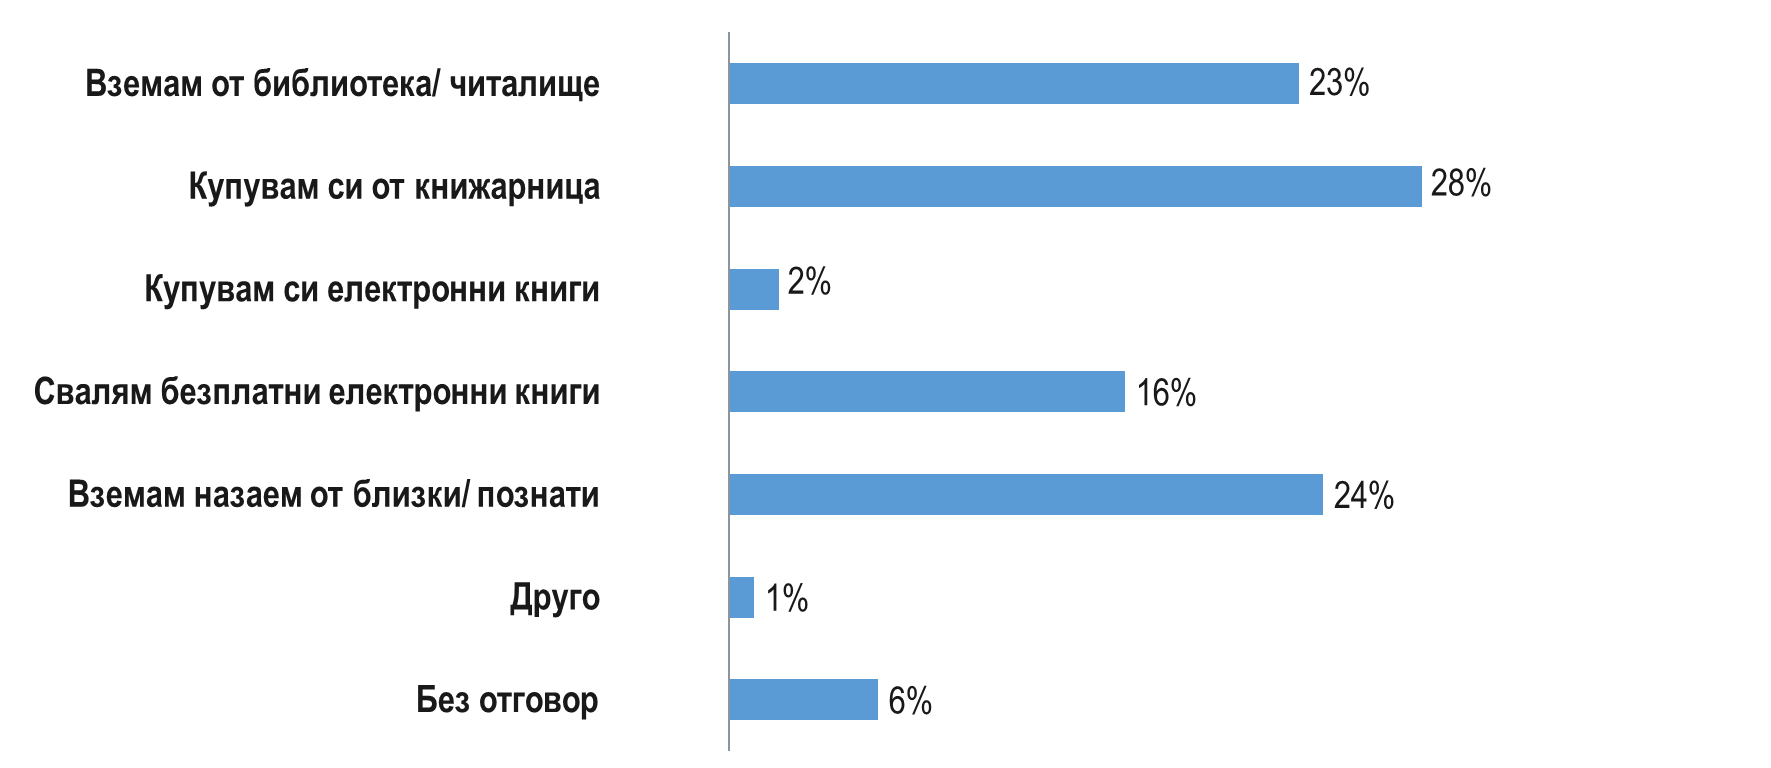 Вземам от библиотека/ читалище 23%
Купувам си от книжарница 28%
Купувам си електронни книги 2%
Свалям безплатни електронни книги 16%
Вземам назаем от близки/ познати 24%
Друго 1%
Без отговор 6%